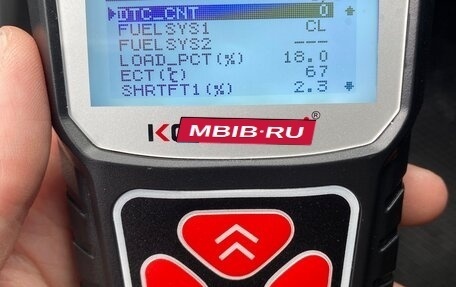 DTC_CNT 0
FUELSYS1 CL
FUELSYS2 ---
LOAD_PCT(%) 18.0
ECT(℃) 67
SHRTFT1(%) 2.3
MBIB.RU
®